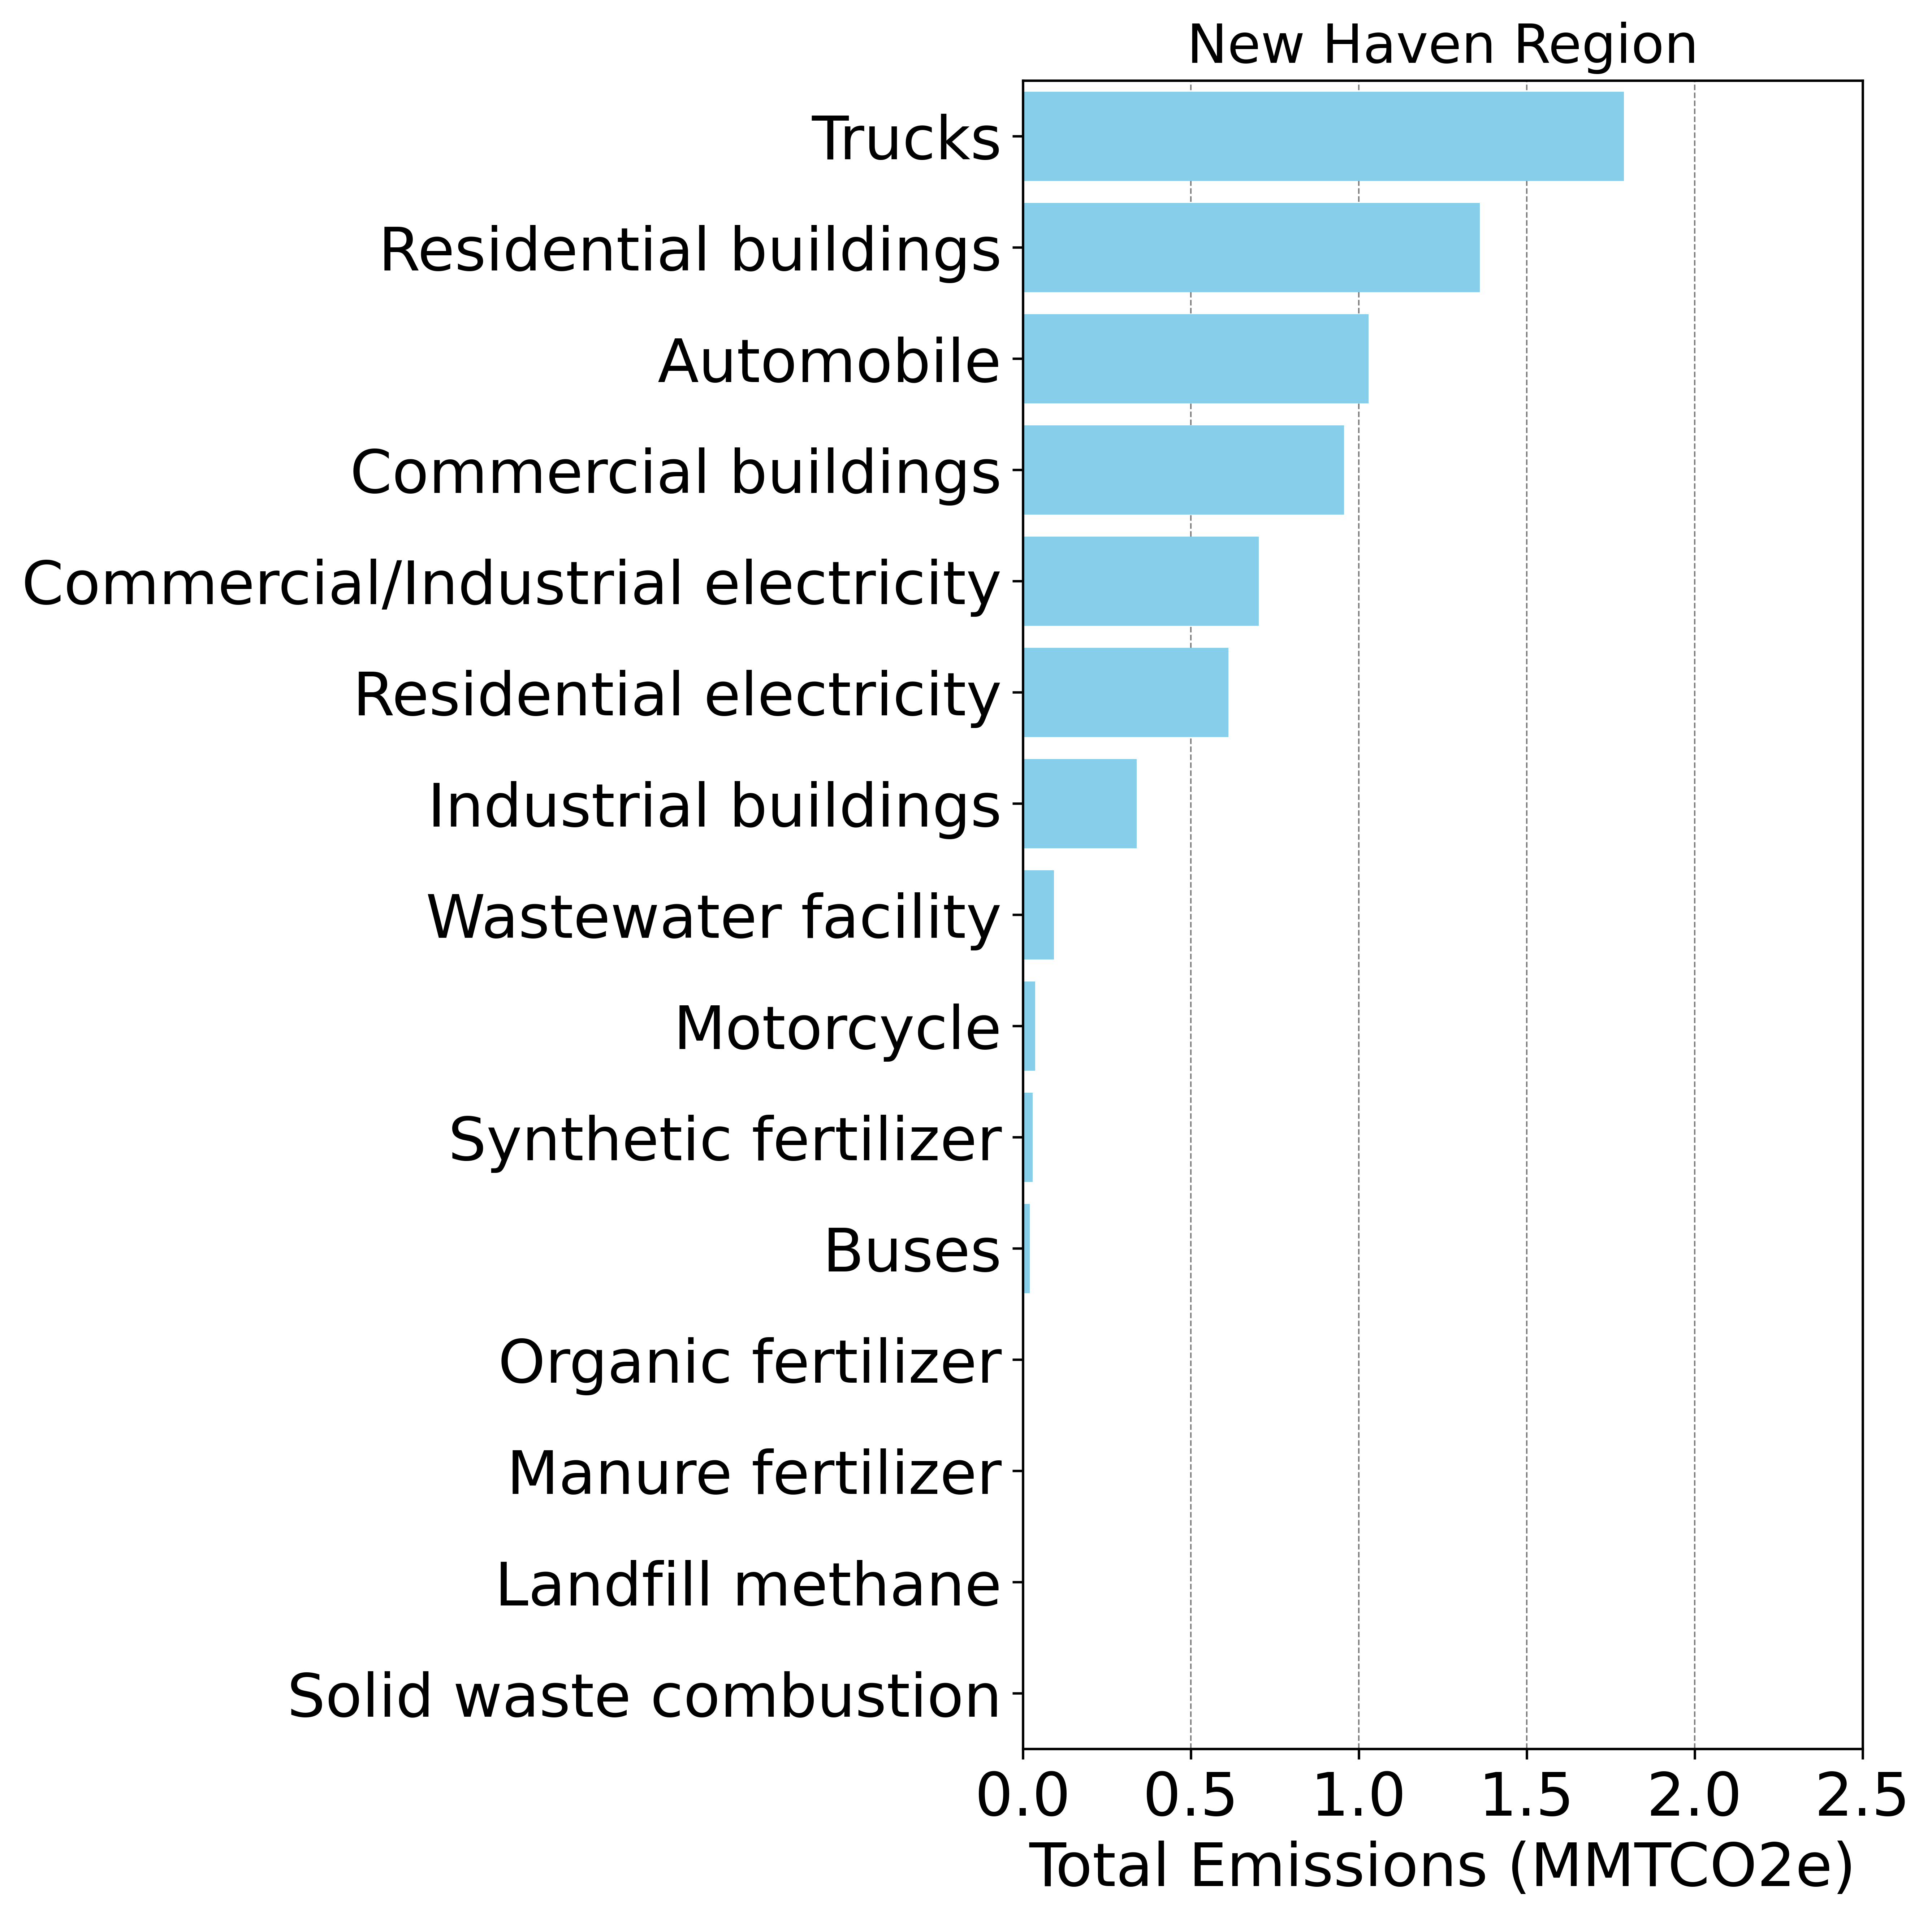 New Haven Region
Trucks
Residential buildings
Automobile
Commercial buildings
Commercial/Industrial electricity
Residential electricity
Industrial buildings
Wastewater facility
Motorcycle
Synthetic fertilizer
Buses
Organic fertilizer
Manure fertilizer
Landfill methane
Solid waste combustion
0.0 0.5 1.0 1.5 2.0 2.5
Total Emissions (MMTCO2e)